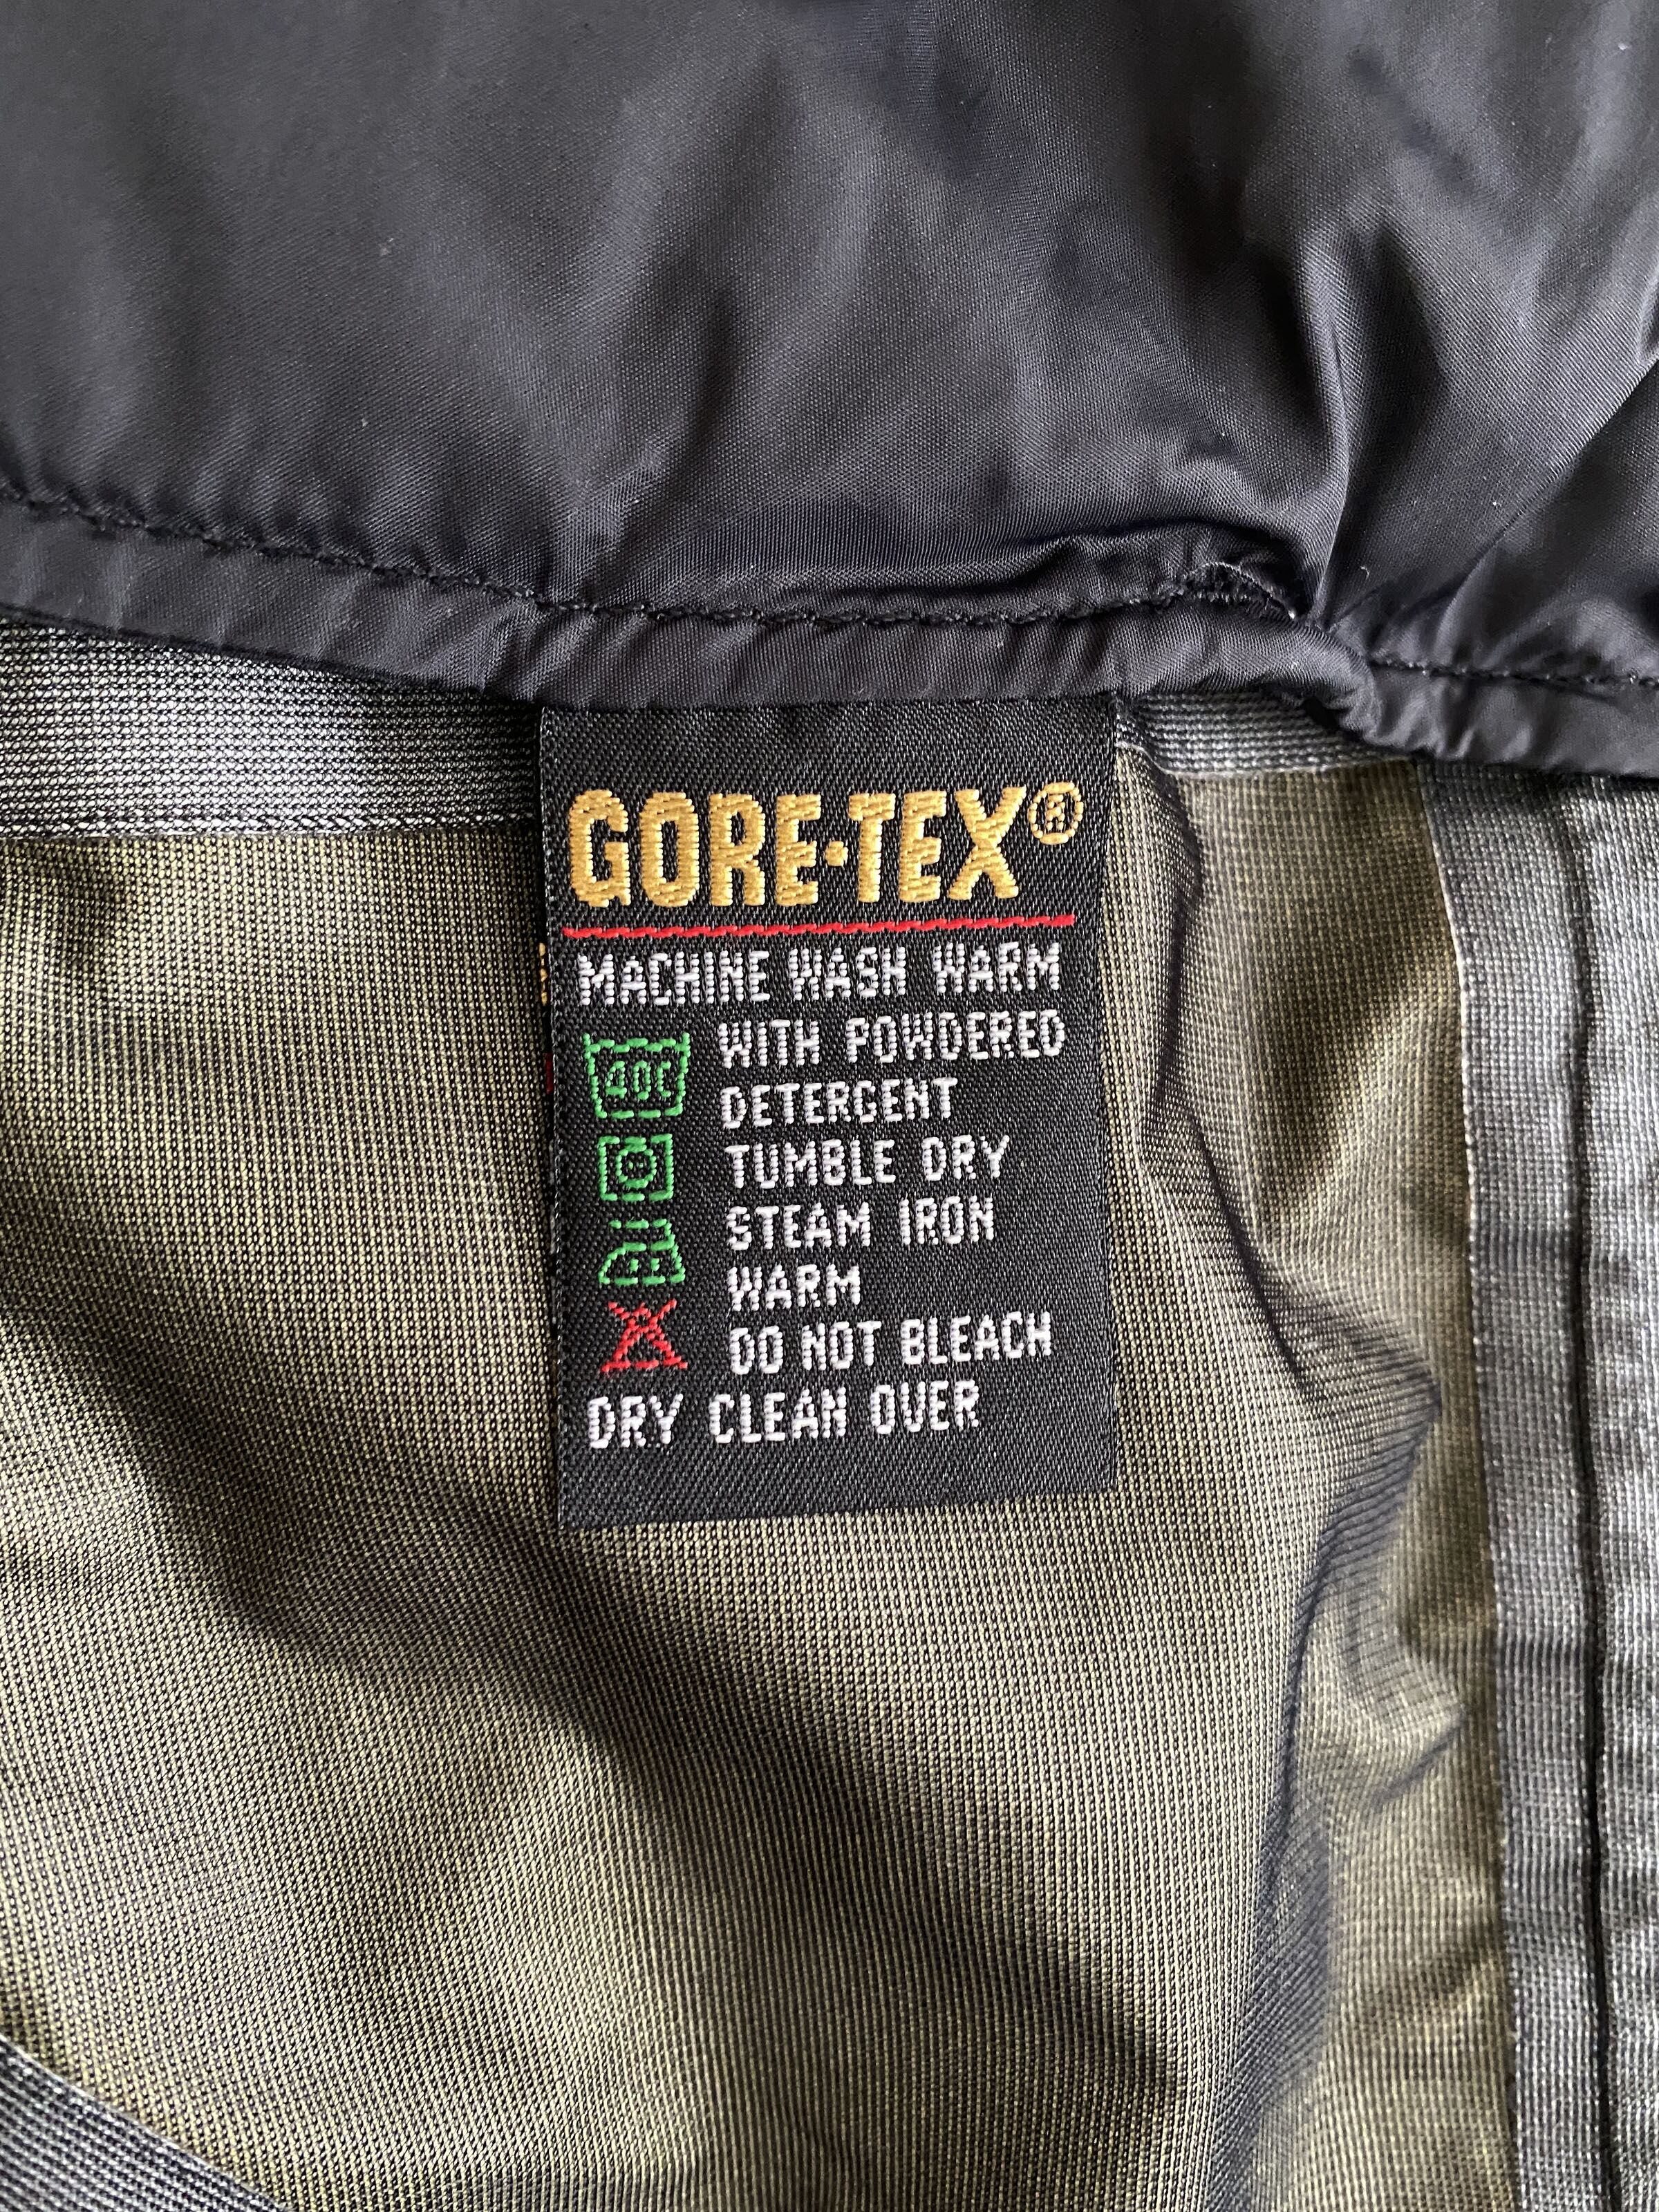 GORE-TEX®
MACHINE WASH WARM
40C WITH POWDERED
DETERGENT
TUMBLE DRY
STEAM IRON
WARM
DO NOT BLEACH
DRY CLEAN OVER